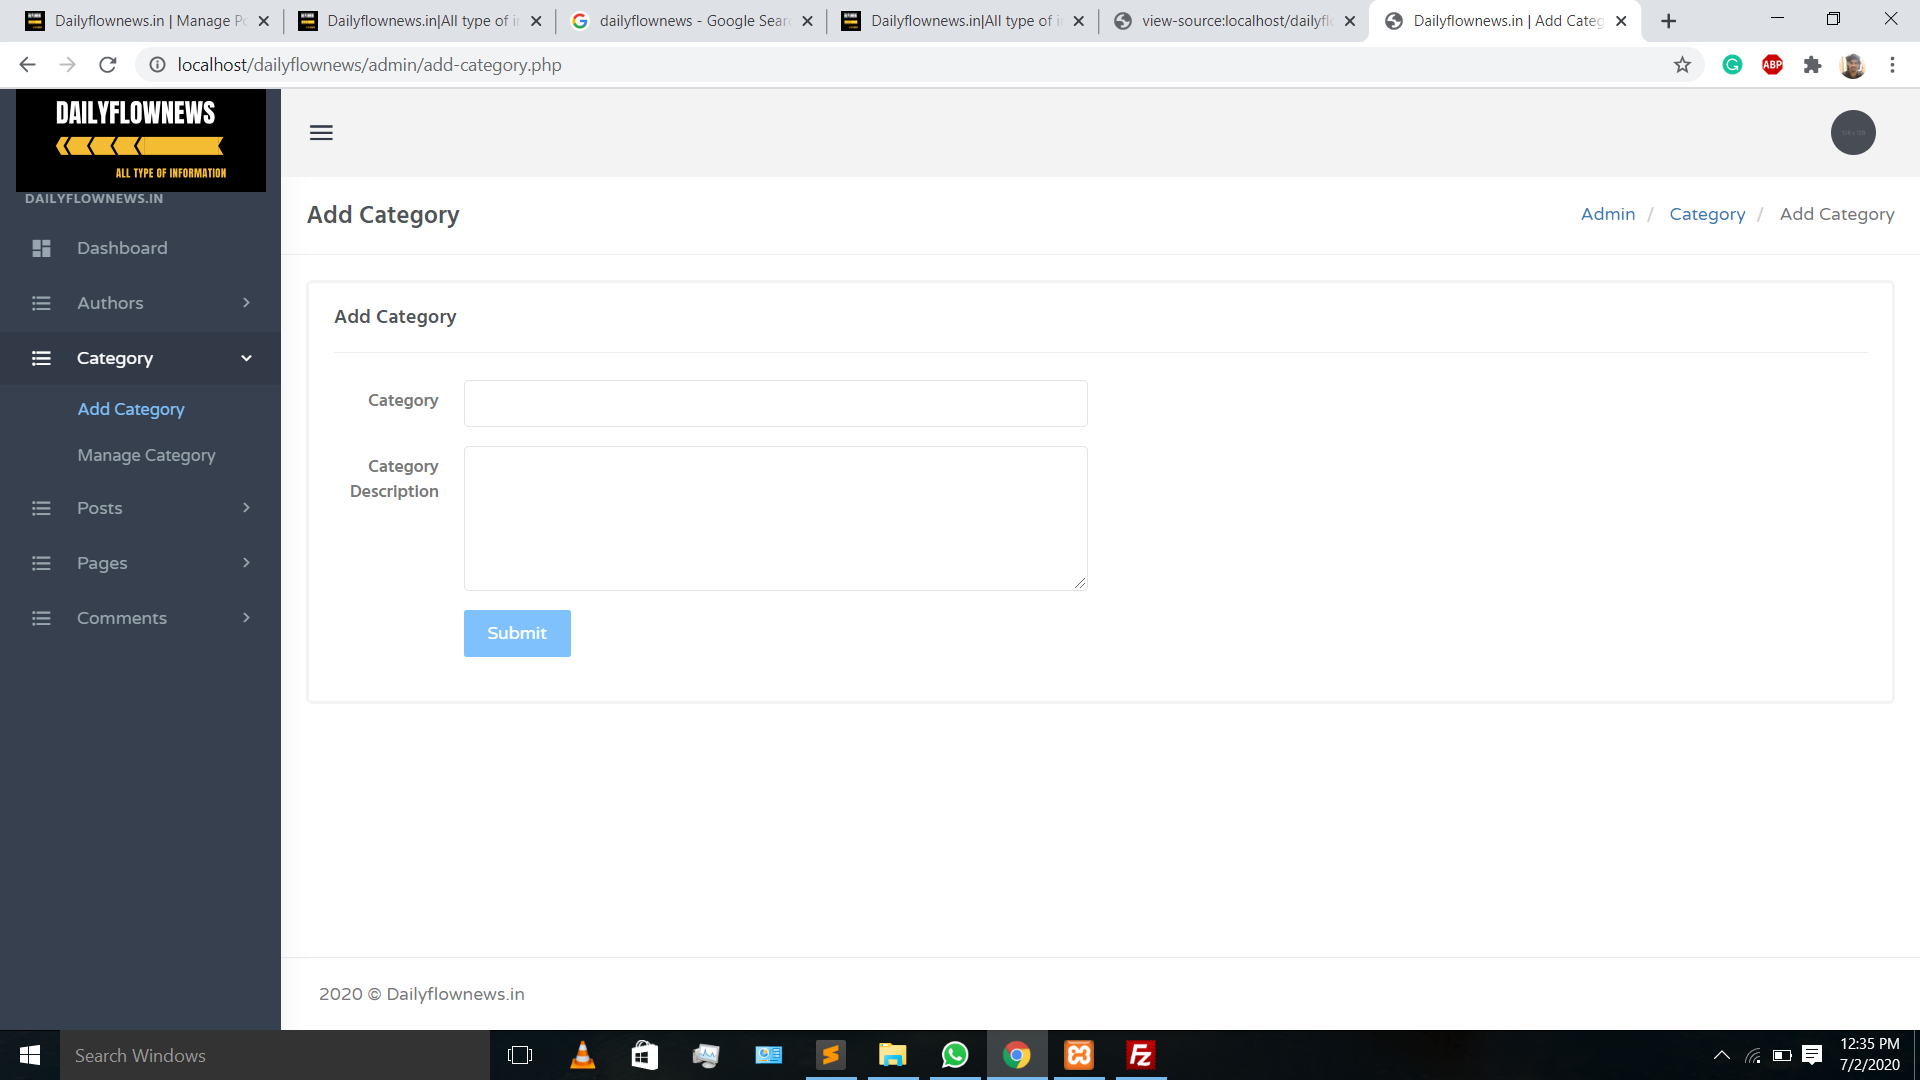 Dailyflownews.in | Manage Po
Dailyflownews.in|All type of i
dailyflownews - Google Sear
Dailyflownews.in|All type of i
view-source:localhost/dailyfl
Dailyflownews.in | Add Categ
localhost/dailyflownews/admin/add-category.php
ABP
DAILYFLOWNEWS
ALL TYPE OF INFORMATION
DAILYFLOWNEWS.IN
Dashboard
Authors
Category
Add Category
Manage Category
Posts
Pages
Comments
Add Category
Admin / Category / Add Category
Add Category
Category
Category
Description
Submit
2020 © Dailyflownews.in
Search Windows
12:35 PM
7/2/2020